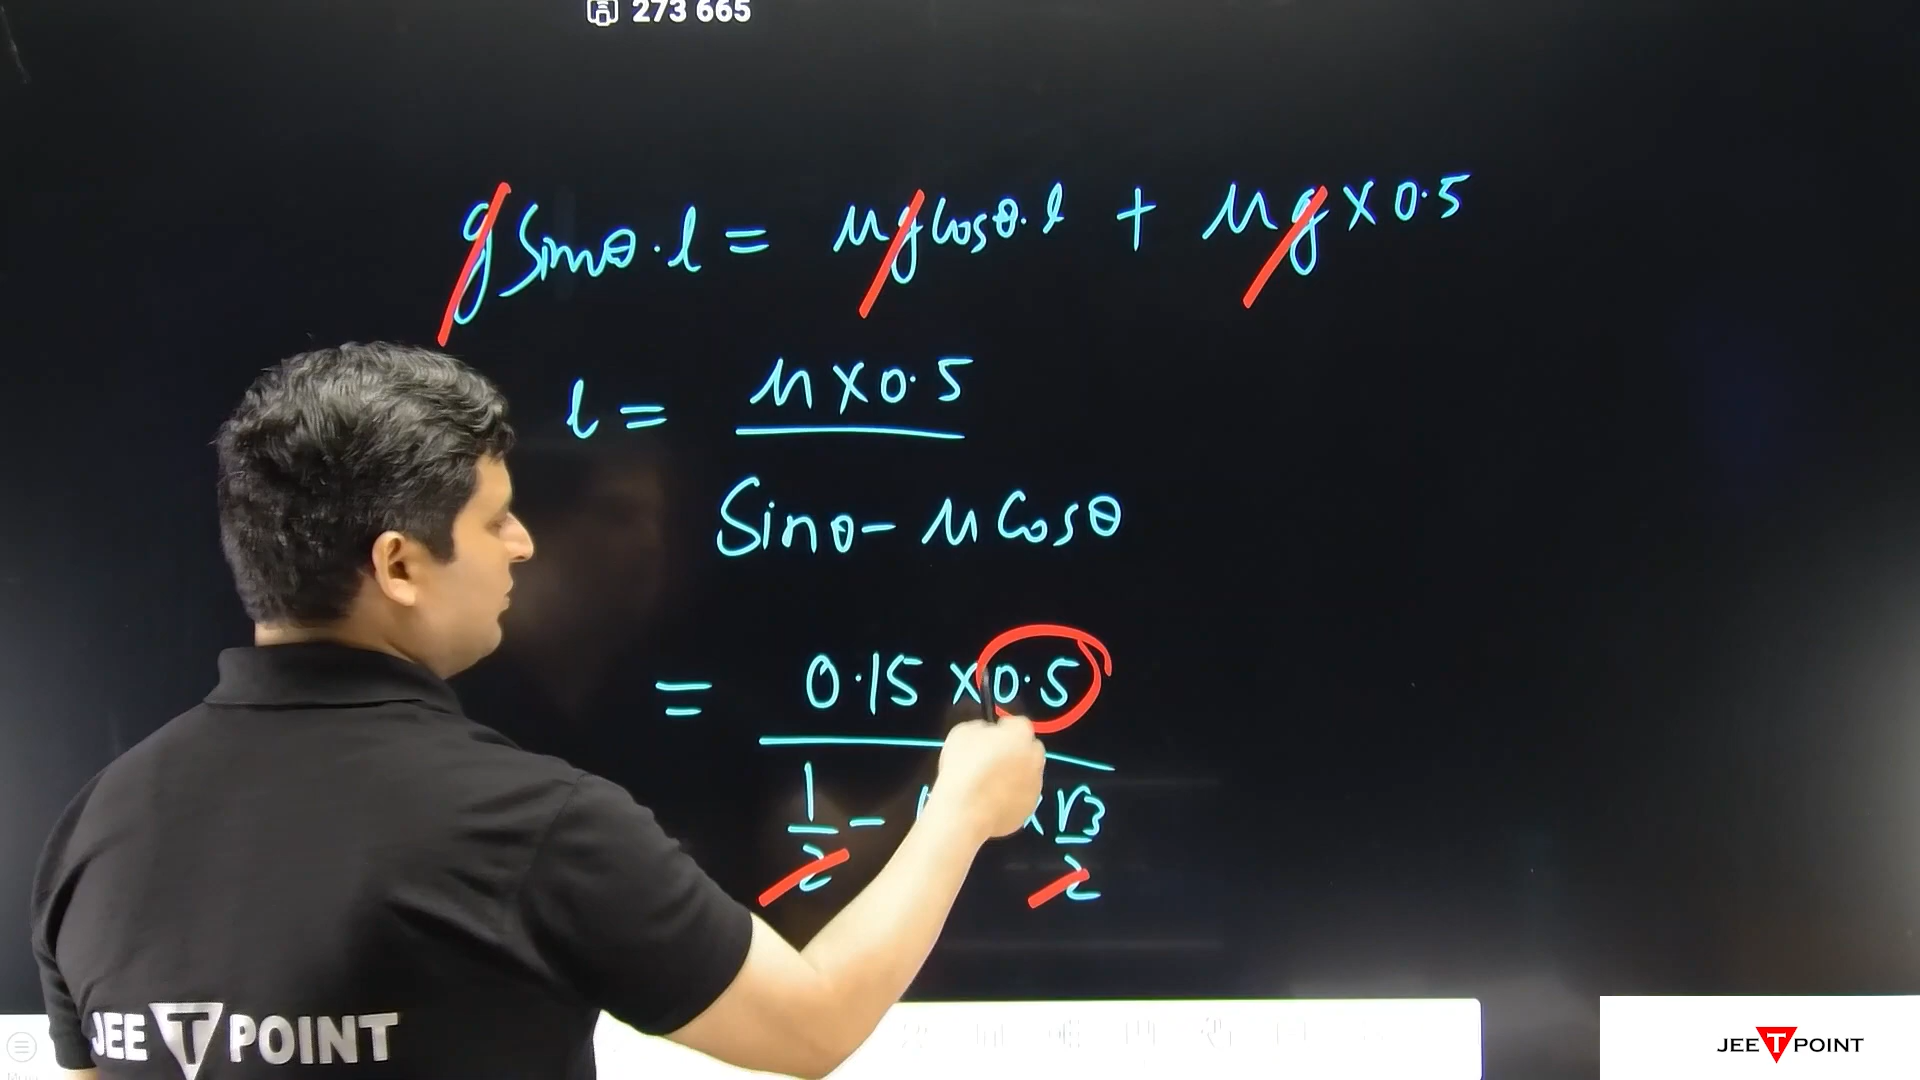 273 665
g Sinθ · l = μg Cosθ · l + μg × 0.5
l = μ × 0.5
Sinθ - μ Cosθ
= 0.15 × 0.5
1/2 - × √3/2
JEE T POINT
JEE T POINT